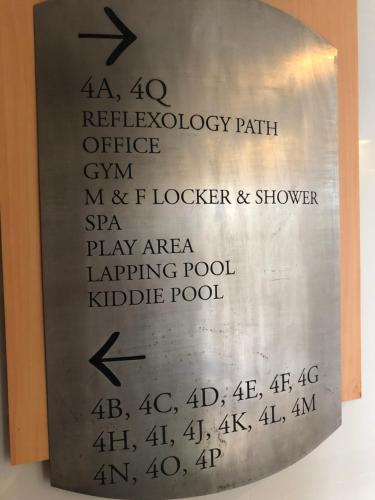 4A, 4Q
REFLEXOLOGY PATH
OFFICE
GYM
M & F LOCKER & SHOWER
SPA
PLAY AREA
LAPPING POOL
KIDDIE POOL
4B, 4C, 4D, 4E, 4F, 4G
4H, 4I, 4J, 4K, 4L, 4M
4N, 4O, 4P